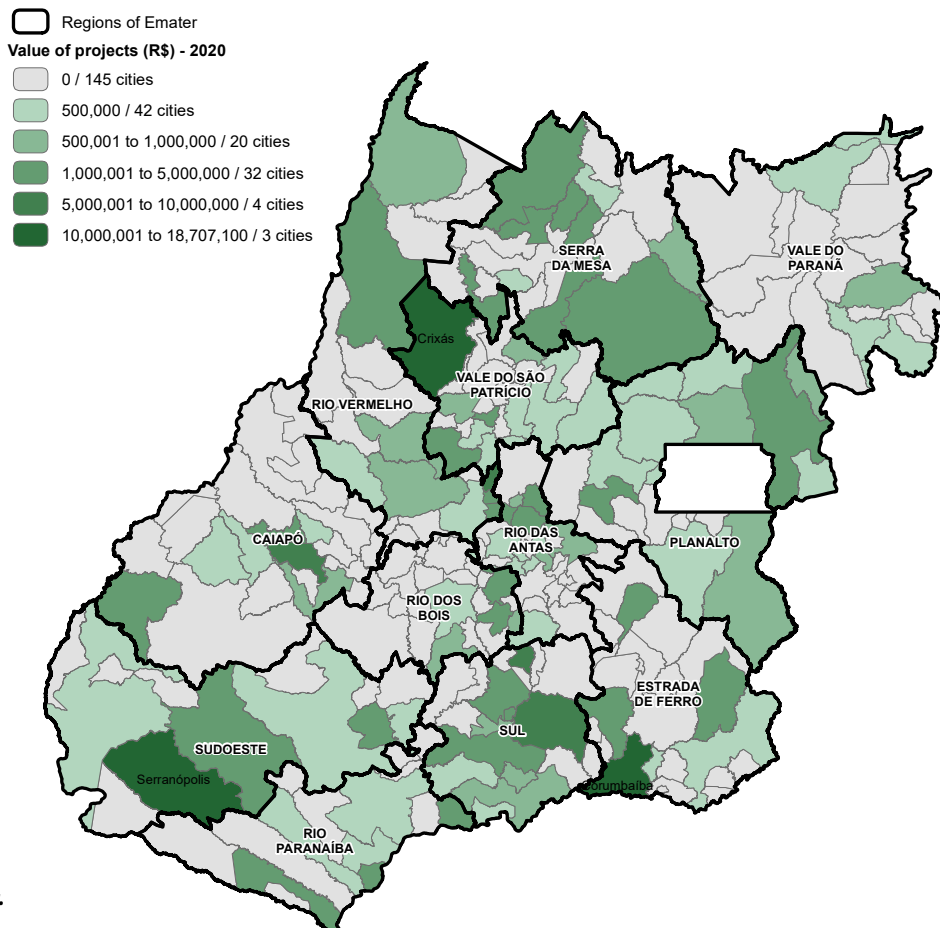 Regions of Emater
Value of projects (R$) - 2020
0 / 145 cities
500,000 / 42 cities
500,001 to 1,000,000 / 20 cities
1,000,001 to 5,000,000 / 32 cities
5,000,001 to 10,000,000 / 4 cities
10,000,001 to 18,707,100 / 3 cities
SERRA
DA MESA
VALE DO
PARANÃ
Crixás
VALE DO SÃO
PATRÍCIO
RIO VERMELHO
CAIAPÓ
RIO DAS
ANTAS
PLANALTO
RIO DOS
BOIS
ESTRADA
DE FERRO
SUL
SUDOESTE
Serranópolis
Corumbaíba
RIO
PARANAÍBA